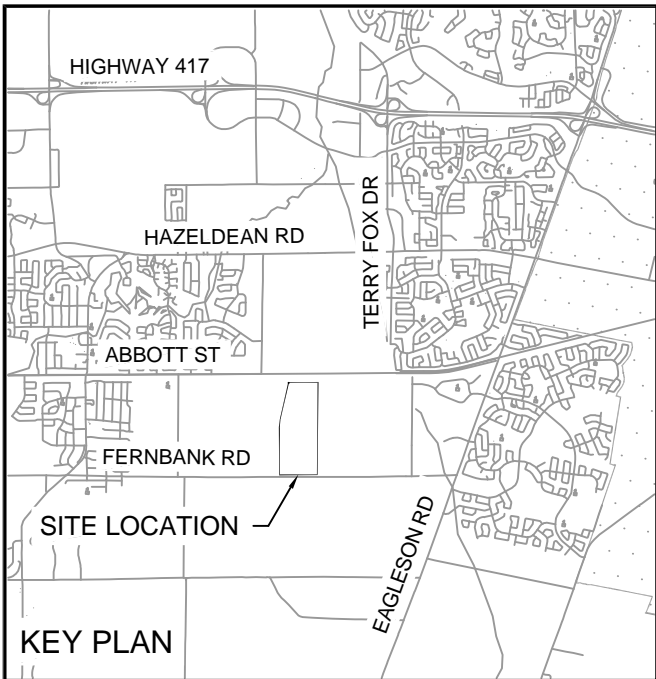 HIGHWAY 417
HAZELDEAN RD
TERRY FOX DR
ABBOTT ST
FERNBANK RD
SITE LOCATION
EAGLESON RD
KEY PLAN